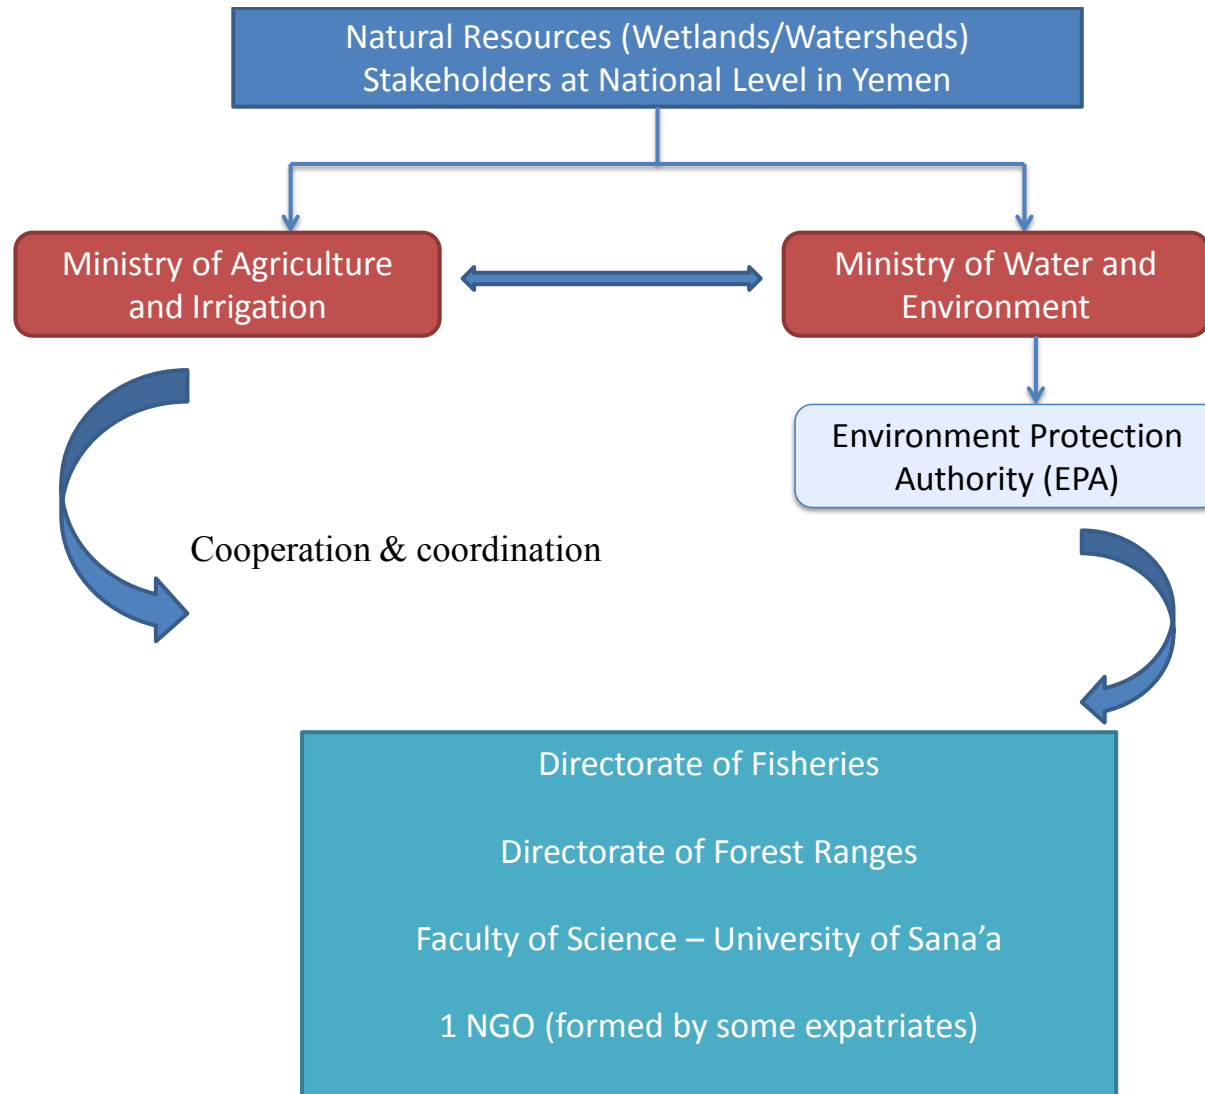 Natural Resources (Wetlands/Watersheds)
Stakeholders at National Level in Yemen
Ministry of Agriculture
and Irrigation
Ministry of Water and
Environment
Environment Protection
Authority (EPA)
Cooperation & coordination
Directorate of Fisheries
Directorate of Forest Ranges
Faculty of Science – University of Sana’a
1 NGO (formed by some expatriates)